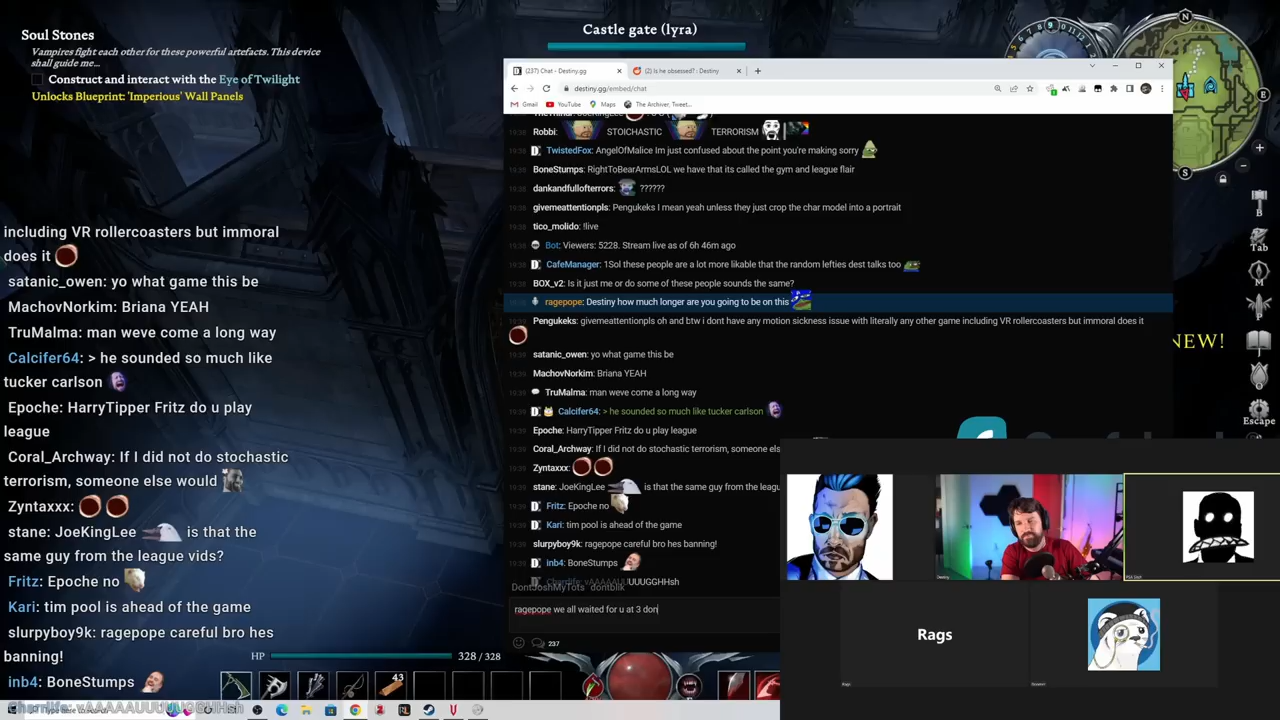 Soul Stones
Vampires fight each other for these powerful artefacts. This device
shall guide me...
Construct and interact with the Eye of Twilight
Unlocks Blueprint: 'Imperious' Wall Panels
Castle gate (lyra)
including VR rollercoasters but immoral
does it
satanic_owen: yo what game this be
MachovNorkim: Briana YEAH
TruMalma: man weve come a long way
Calcifer64: > he sounded so much like
tucker carlson
Epoche: HarryTipper Fritz do u play
league
Coral_Archway: If I did not do stochastic
terrorism, someone else would
Zyntaxxx:
stane: JoeKingLee is that the
same guy from the league vids?
Fritz: Epoche no
Kari: tim pool is ahead of the game
slurpyboy9k: ragepope careful bro hes
banning!
inb4: BoneStumps
HP 328 / 328
43
(237) Chat - Destiny.gg
(2) Is he obsessed? : Destiny
destiny.gg/embed/chat
Gmail YouTube Maps The Archiver, Tweet...
Robbi: STOICHASTIC TERRORISM
TwistedFox: AngelOfMalice Im just confused about the point you're making sorry
BoneStumps: RightToBearArmsLOL we have that its called the gym and league flair
dankandfullofterrors: ??????
givemeattentionpls: Pengukeks I mean yeah unless they just crop the char model into a portrait
tico_molido: !live
Bot: Viewers: 5228. Stream live as of 6h 46m ago
CafeManager: 1Sol these people are a lot more likable that the random lefties dest talks too
BOX_v2: Is it just me or do some of these people sounds the same?
ragepope: Destiny how much longer are you going to be on this
Pengukeks: givemeattentionpls oh and btw i dont have any motion sickness issue with literally any other game including VR rollercoasters but immoral does it
satanic_owen: yo what game this be
MachovNorkim: Briana YEAH
TruMalma: man weve come a long way
Calcifer64: > he sounded so much like tucker carlson
Epoche: HarryTipper Fritz do u play league
Coral_Archway: If I did not do stochastic terrorism, someone els
Zyntaxxx:
stane: JoeKingLee is that the same guy from the leagu
Fritz: Epoche no
Kari: tim pool is ahead of the game
slurpyboy9k: ragepope careful bro hes banning!
inb4: BoneStumps
DontJoshMyTots dontblik
ragepope we all waited for u at 3 don
237
N
E
S
NEW!
B
Tab
Escape
Rags